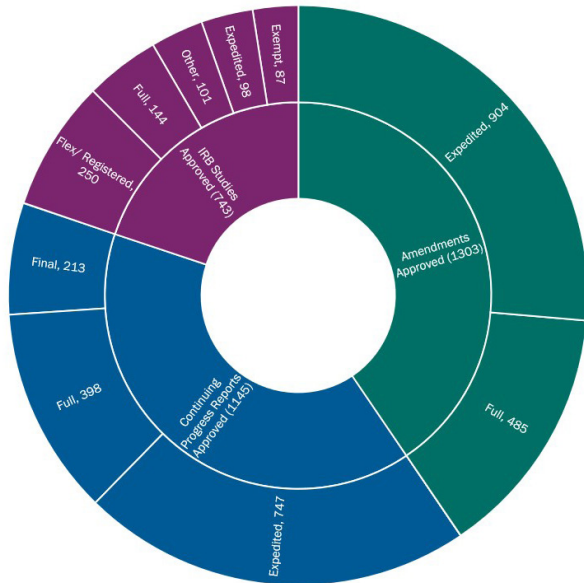 Expedited, 904
Full, 485
Amendments
Approved (1303)
Expedited, 747
Full, 398
Final, 213
Continuing
Progress Reports
Approved (1145)
Flex/ Registered,
250
Full, 144
Other, 101
Expedited, 98
Exempt, 87
IRB Studies
Approved (743)